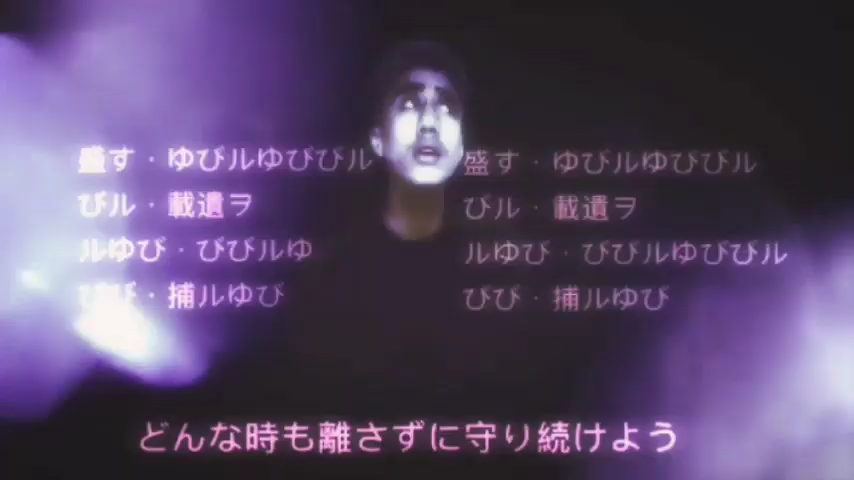 盛す・ゆびルゆびびル
びル・載遺ヲ
ルゆび・びびルゆ
びび・捕ルゆび
盛す・ゆびルゆびびル
びル・載遺ヲ
ルゆび・びびルゆびびル
びび・捕ルゆび
どんな時も離さずに守り続けよう